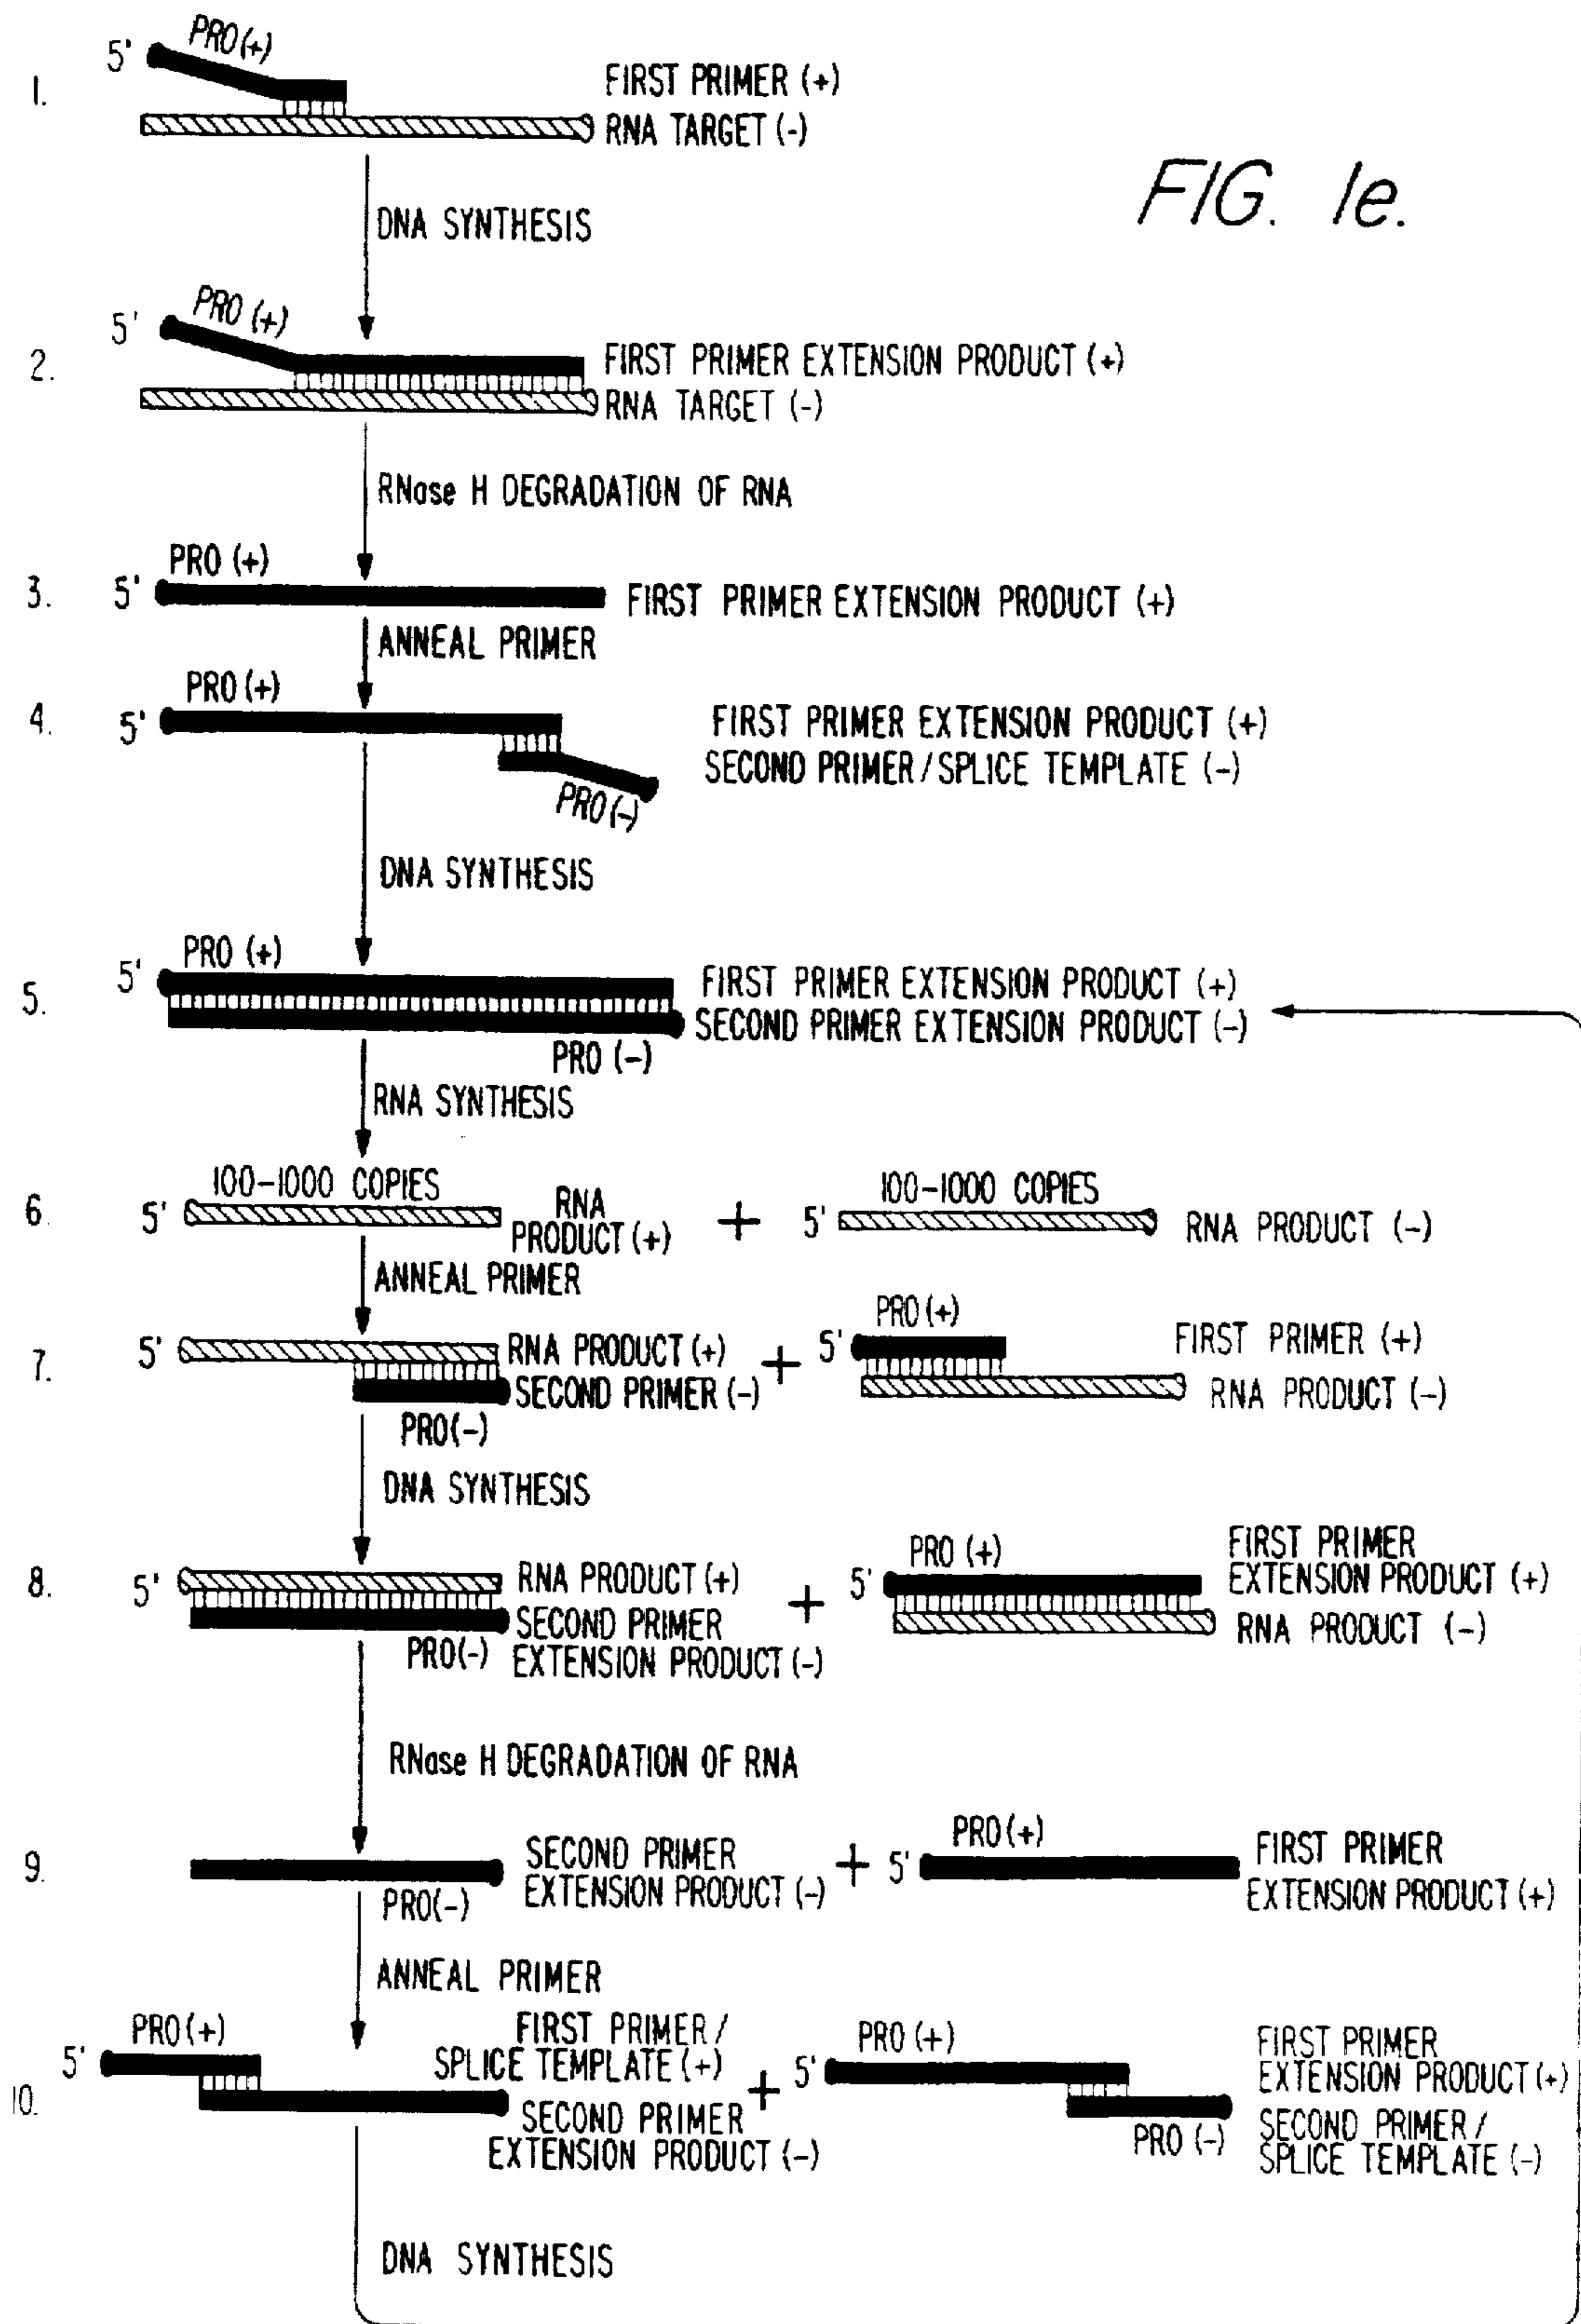 FIG. 1e.
1.
5'
PRO(+)
FIRST PRIMER (+)
RNA TARGET (-)
DNA SYNTHESIS
2.
5'
PRO (+)
FIRST PRIMER EXTENSION PRODUCT (+)
RNA TARGET (-)
RNase H DEGRADATION OF RNA
PRO (+)
3.
5'
FIRST PRIMER EXTENSION PRODUCT (+)
ANNEAL PRIMER
PRO (+)
4.
5'
FIRST PRIMER EXTENSION PRODUCT (+)
SECOND PRIMER/SPLICE TEMPLATE (-)
PRO(-)
DNA SYNTHESIS
PRO (+)
5.
5'
FIRST PRIMER EXTENSION PRODUCT (+)
SECOND PRIMER EXTENSION PRODUCT (-)
PRO (-)
RNA SYNTHESIS
6.
100-1000 COPIES
5'
RNA
PRODUCT (+)
+
100-1000 COPIES
5'
RNA PRODUCT (-)
ANNEAL PRIMER
7.
5'
RNA PRODUCT (+)
SECOND PRIMER (-)
PRO(-)
+
PRO(+)
5'
FIRST PRIMER (+)
RNA PRODUCT (-)
DNA SYNTHESIS
8.
5'
RNA PRODUCT (+)
SECOND PRIMER
EXTENSION PRODUCT (-)
PRO(-)
+
PRO (+)
5'
FIRST PRIMER
EXTENSION PRODUCT (+)
RNA PRODUCT (-)
RNase H DEGRADATION OF RNA
9.
SECOND PRIMER
EXTENSION PRODUCT (-)
PRO(-)
+
PRO(+)
5'
FIRST PRIMER
EXTENSION PRODUCT (+)
ANNEAL PRIMER
10.
PRO(+)
5'
FIRST PRIMER/
SPLICE TEMPLATE (+)
SECOND PRIMER
EXTENSION PRODUCT (-)
+
PRO (+)
5'
FIRST PRIMER
EXTENSION PRODUCT (+)
SECOND PRIMER/
SPLICE TEMPLATE (-)
PRO (-)
DNA SYNTHESIS